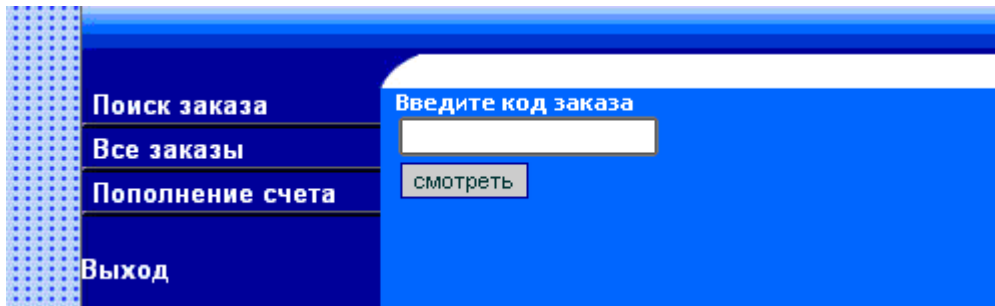 Поиск заказа
Все заказы
Пополнение счета
Выход
Введите код заказа
смотреть